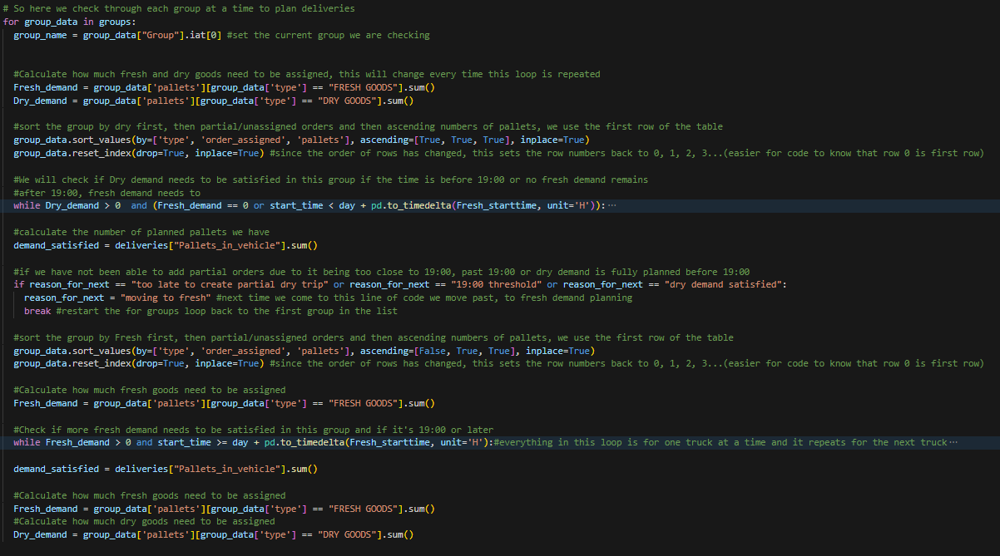 # So here we check through each group at a time to plan deliveries
for group_data in groups:
group_name = group_data["Group"].iat[0] #set the current group we are checking
#Calculate how much fresh and dry goods need to be assigned, this will change every time this loop is repeated
Fresh_demand = group_data['pallets'][group_data['type'] == "FRESH GOODS"].sum()
Dry_demand = group_data['pallets'][group_data['type'] == "DRY GOODS"].sum()
#sort the group by dry first, then partial/unassigned orders and then ascending numbers of pallets, we use the first row of the table
group_data.sort_values(by=['type', 'order_assigned', 'pallets'], ascending=[True, True, True], inplace=True)
group_data.reset_index(drop=True, inplace=True) #since the order of rows has changed, this sets the row numbers back to 0, 1, 2, 3...(easier for code to know that row 0 is first row)
#We will check if Dry demand needs to be satisfied in this group if the time is before 19:00 or no fresh demand remains
#after 19:00, fresh demand needs to
while Dry_demand > 0  and (Fresh_demand == 0 or start_time < day + pd.to_timedelta(Fresh_starttime, unit='H')):···
#calculate the number of planned pallets we have
demand_satisfied = deliveries["Pallets_in_vehicle"].sum()
#if we have not been able to add partial orders due to it being too close to 19:00, past 19:00 or dry demand is fully planned before 19:00
if reason_for_next == "too late to create partial dry trip" or reason_for_next == "19:00 threshold" or reason_for_next == "dry demand satisfied":
reason_for_next = "moving to fresh" #next time we come to this line of code we move past, to fresh demand planning
break #restart the for groups loop back to the first group in the list
#sort the group by Fresh first, then partial/unassigned orders and then ascending numbers of pallets, we use the first row of the table
group_data.sort_values(by=['type', 'order_assigned', 'pallets'], ascending=[False, True, True], inplace=True)
group_data.reset_index(drop=True, inplace=True) #since the order of rows has changed, this sets the row numbers back to 0, 1, 2, 3...(easier for code to know that row 0 is first row)
#Calculate how much fresh goods need to be assigned
Fresh_demand = group_data['pallets'][group_data['type'] == "FRESH GOODS"].sum()
#Check if more fresh demand needs to be satisfied in this group and if it's 19:00 or later
while Fresh_demand > 0 and start_time >= day + pd.to_timedelta(Fresh_starttime, unit='H'):#everything in this loop is for one truck at a time and it repeats for the next truck···
demand_satisfied = deliveries["Pallets_in_vehicle"].sum()
#Calculate how much fresh goods need to be assigned
Fresh_demand = group_data['pallets'][group_data['type'] == "FRESH GOODS"].sum()
#Calculate how much dry goods need to be assigned
Dry_demand = group_data['pallets'][group_data['type'] == "DRY GOODS"].sum()